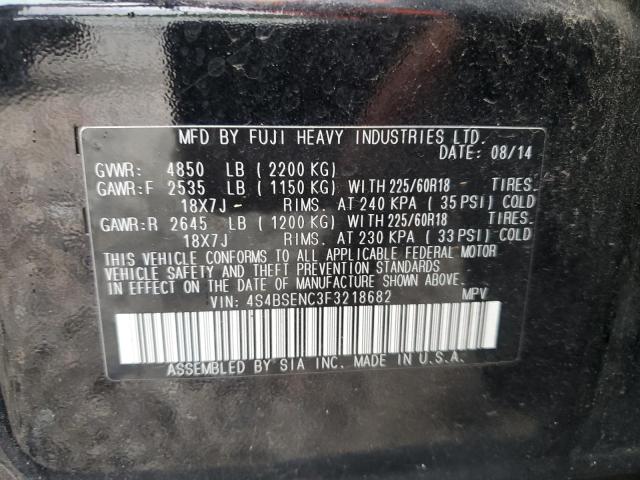 MFD BY FUJI HEAVY INDUSTRIES LTD.
DATE: 08/14
GVWR: 4850 LB (2200 KG)
GAWR:F 2535 LB (1150 KG) WITH 225/60R18 TIRES.
18X7J - RIMS. AT 240 KPA (35 PSI) COLD
GAWR:R 2645 LB (1200 KG) WITH 225/60R18 TIRES.
18X7J RIMS. AT 230 KPA (33 PSI) COLD
THIS VEHICLE CONFORMS TO ALL APPLICABLE FEDERAL MOTOR
VEHICLE SAFETY AND THEFT PREVENTION STANDARDS
IN EFFECT ON THE DATE OF MANUFACTURE SHOWN ABOVE.
VIN: 4S4BSENC3F3218682 MPV
ASSEMBLED BY SIA INC. MADE IN U.S.A.